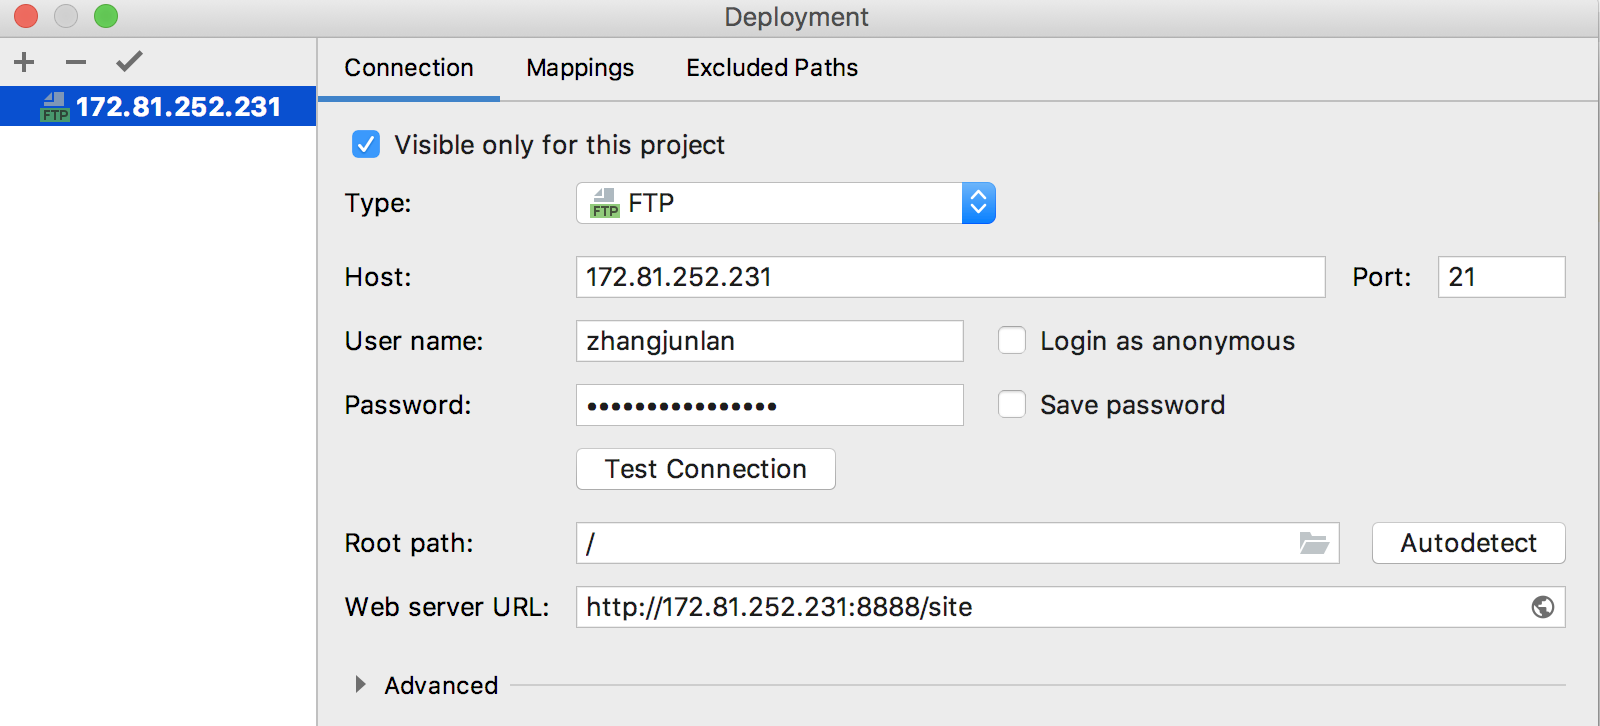 Deployment
Connection Mappings Excluded Paths
FTP 172.81.252.231
Visible only for this project
Type: FTP FTP
Host: 172.81.252.231 Port: 21
User name: zhangjunlan Login as anonymous
Password: •••••••••••••••• Save password
Test Connection
Root path: / Autodetect
Web server URL: http://172.81.252.231:8888/site
Advanced